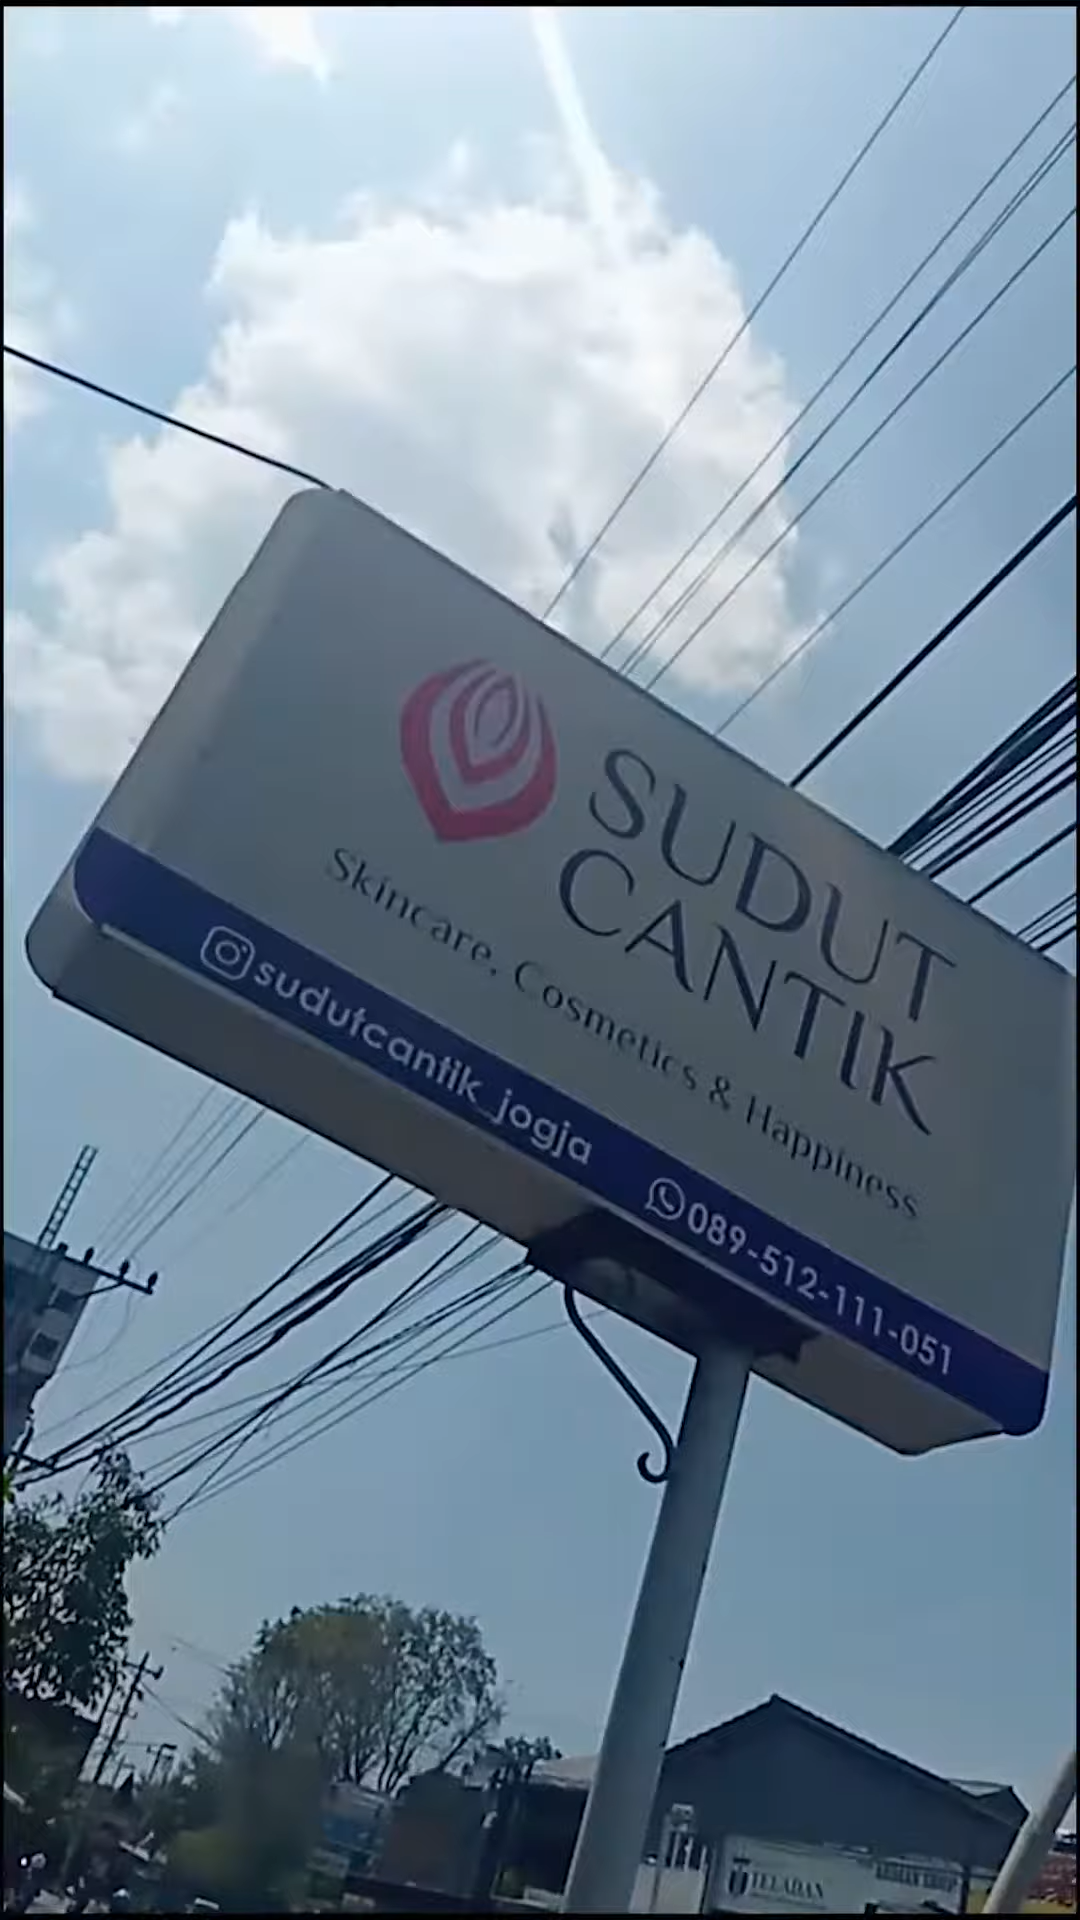 SUDUT
CANTIK
Skincare, Cosmetics & Happiness
sudutcantik_jogja
089-512-111-051
TELADAN